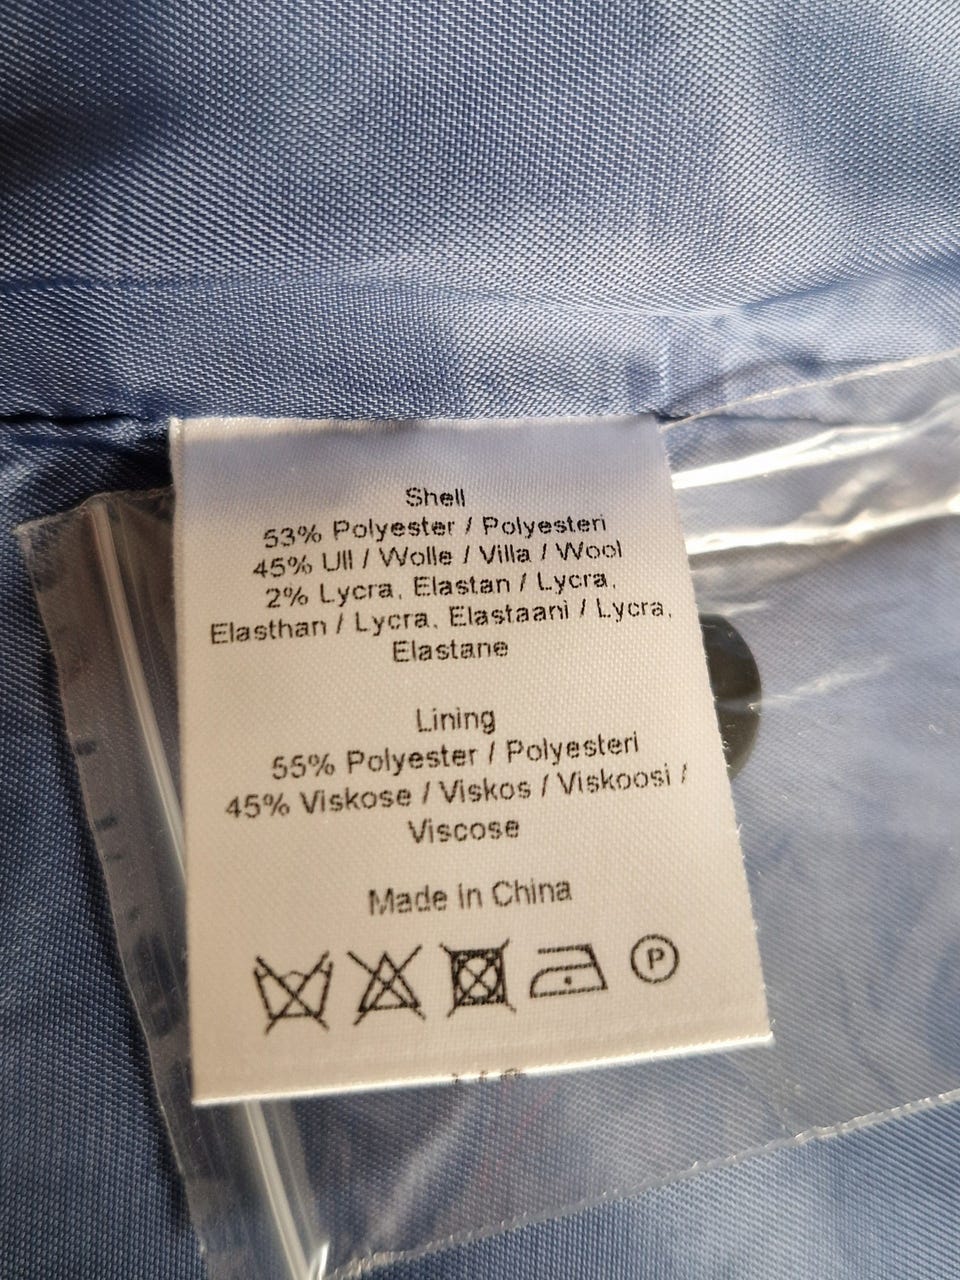 Shell
53% Polyester / Polyesteri
45% Ull / Wolle / Villa / Wool
2% Lycra, Elastan / Lycra,
Elasthan / Lycra, Elastaani / Lycra,
Elastane
Lining
55% Polyester / Polyesteri
45% Viskose / Viskos / Viskoosi /
Viscose
Made in China
P